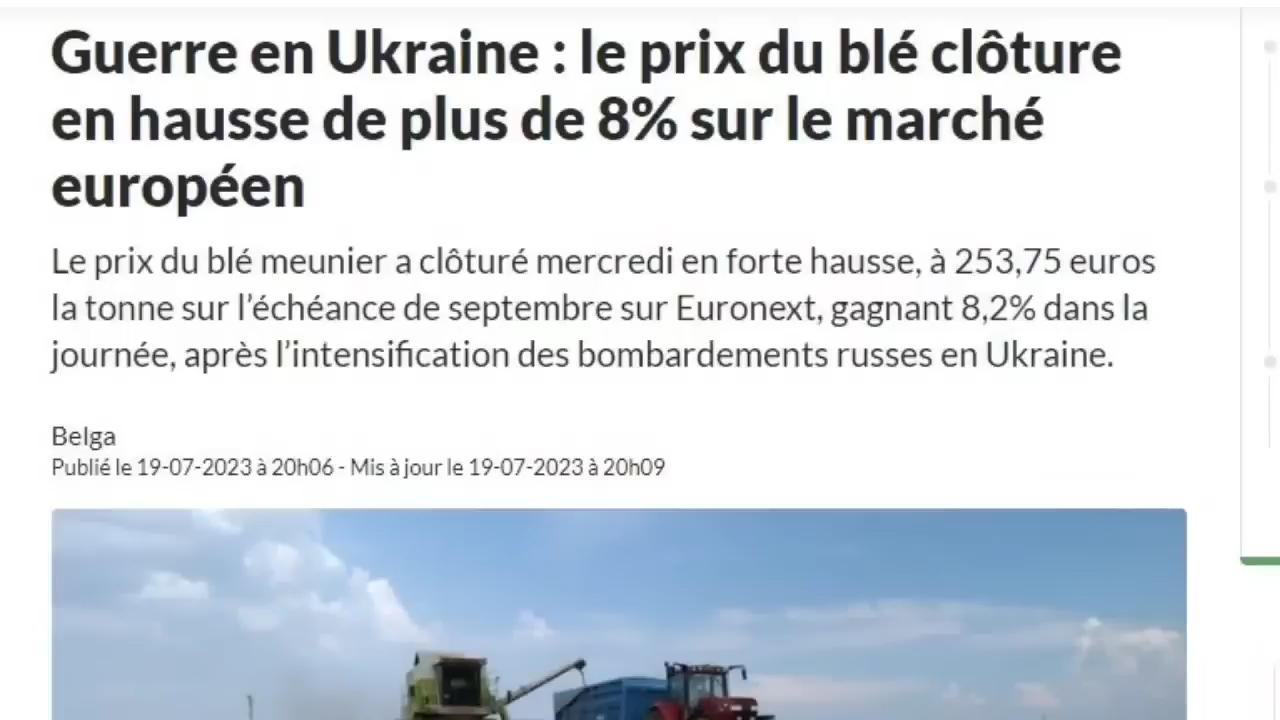 Guerre en Ukraine : le prix du blé clôture
en hausse de plus de 8% sur le marché
européen
Le prix du blé meunier a clôturé mercredi en forte hausse, à 253,75 euros
la tonne sur l’échéance de septembre sur Euronext, gagnant 8,2% dans la
journée, après l’intensification des bombardements russes en Ukraine.
Belga
Publié le 19-07-2023 à 20h06 - Mis à jour le 19-07-2023 à 20h09